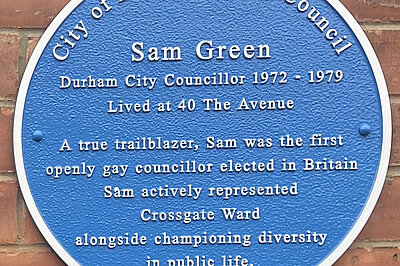 City of Council
Sam Green
Durham City Councillor 1972 - 1979
Lived at 40 The Avenue
A true trailblazer, Sam was the first
openly gay councillor elected in Britain
Sam actively represented
Crossgate Ward
alongside championing diversity
in public life.